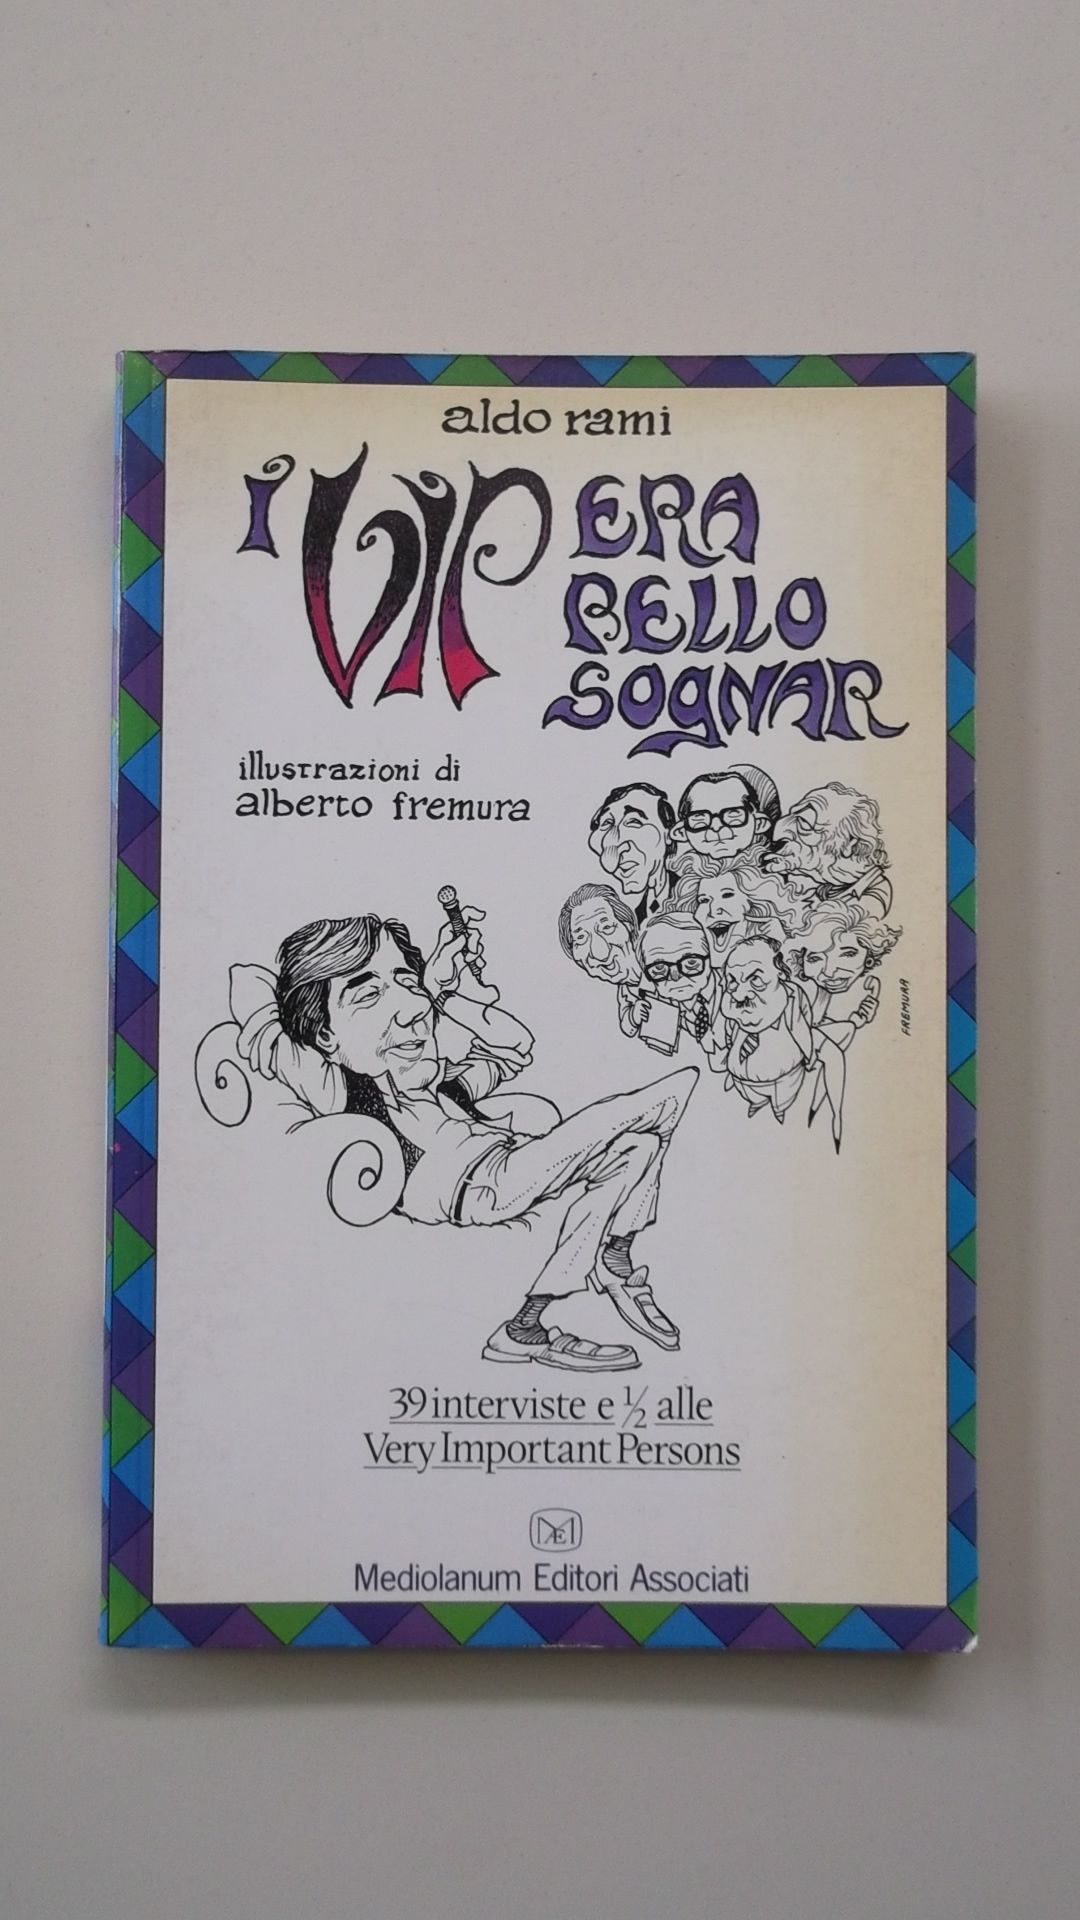 aldo rami
i VIP ERA
BELLO
SOGNAR
illustrazioni di
alberto fremura
FREMURA
39 interviste e ½ alle
Very Important Persons
MEA
Mediolanum Editori Associati